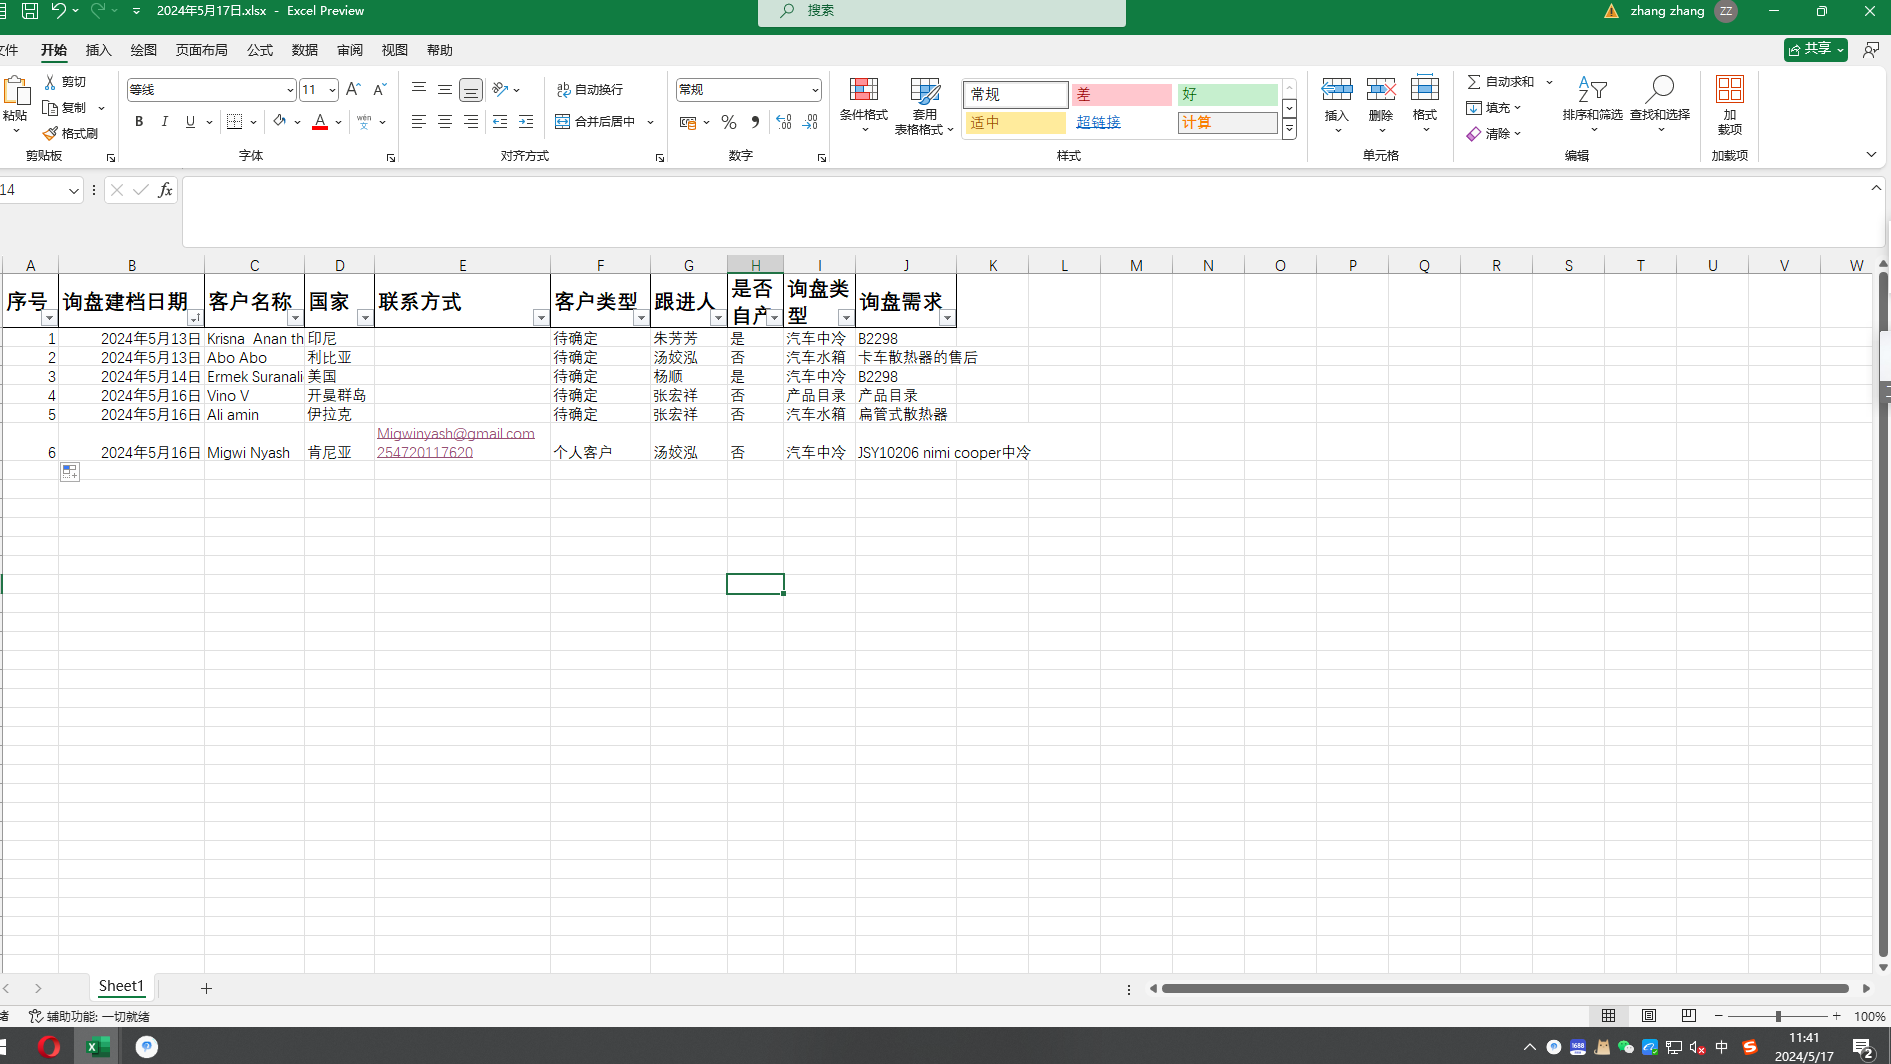 2024年5月17日.xlsx - Excel Preview
搜索
zhang zhang ZZ
文件 开始 插入 绘图 页面布局 公式 数据 审阅 视图 帮助
共享
粘贴 剪切
复制
格式刷
剪贴板
等线 11
B I U A wén 文
字体
自动换行
合并后居中
对齐方式
常规
%
数字
条件格式
套用
表格格式
常规 差 好
适中 超链接 计算
样式
插入 删除 格式
单元格
自动求和
填充
清除
排序和筛选 查找和选择
编辑
加
载项
加载项
14 fx
A B C D E F G H I J K L M N O P Q R S T U V W
序号 询盘建档日期 客户名称 国家 联系方式 客户类型 跟进人 是否自产 询盘类型 询盘需求
1 2024年5月13日 Krisna Anan th 印尼 待确定 朱芳芳 是 汽车中冷 B2298
2 2024年5月13日 Abo Abo 利比亚 待确定 汤姣泓 否 汽车水箱 卡车散热器的售后
3 2024年5月14日 Ermek Suranali 美国 待确定 杨顺 是 汽车中冷 B2298
4 2024年5月16日 Vino V 开曼群岛 待确定 张宏祥 否 产品目录 产品目录
5 2024年5月16日 Ali amin 伊拉克 待确定 张宏祥 否 汽车水箱 扁管式散热器
Migwinyash@gmail.com
6 2024年5月16日 Migwi Nyash 肯尼亚 254720117620 个人客户 汤姣泓 否 汽车中冷 JSY10206 nimi cooper中冷
Sheet1
绪 辅助功能: 一切就绪
100%
1688
中
11:41
2024/5/17
2